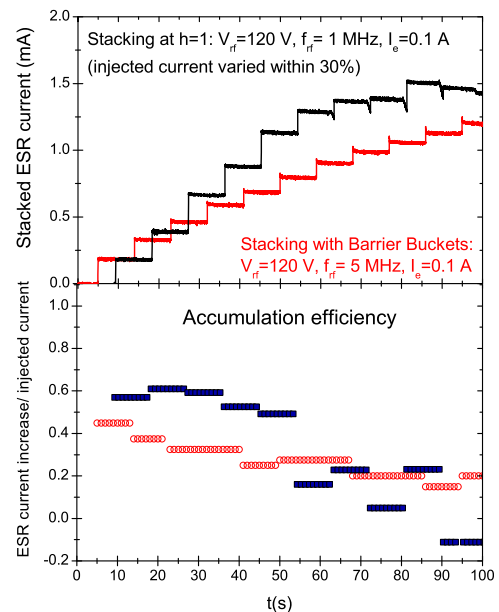 Stacking at h=1: V_rf=120 V, f_rf= 1 MHz, I_e=0.1 A
(injected current varied within 30%)
2.0
1.5
1.0
0.5
0.0
Stacked ESR current (mA)
Stacking with Barrier Buckets:
V_rf=120 V, f_rf= 5 MHz, I_e=0.1 A
Accumulation efficiency
1.0
0.8
0.6
0.4
0.2
0.0
-0.2
ESR current increase/ injected current
0 10 20 30 40 50 60 70 80 90 100
t(s)